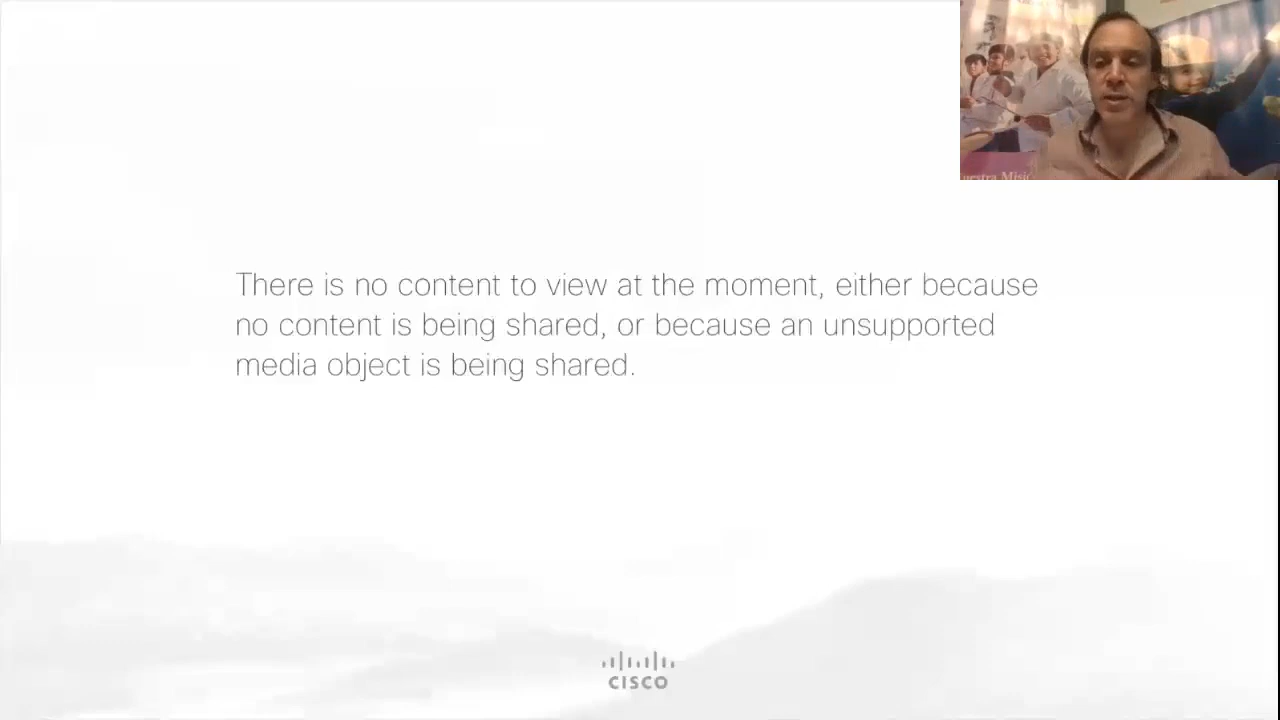 There is no content to view at the moment, either because
no content is being shared, or because an unsupported
media object is being shared.
CISCO